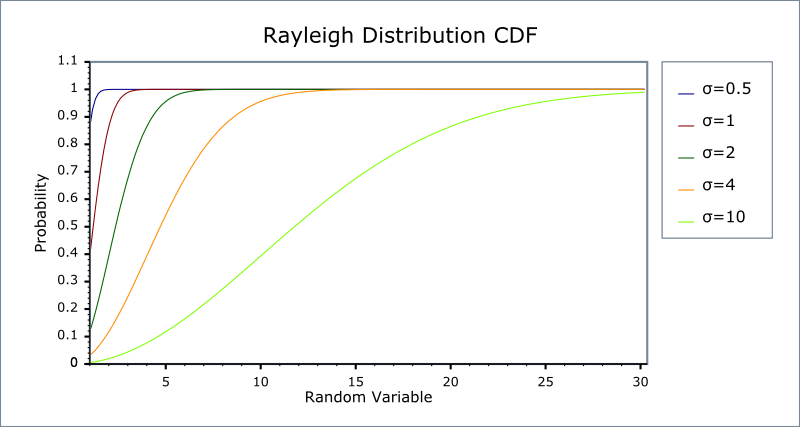 Rayleigh Distribution CDF
1.1
1
0.9
0.8
0.7
0.6
0.5
0.4
0.3
0.2
0.1
0
Probability
5 10 15 20 25 30
Random Variable
σ=0.5
σ=1
σ=2
σ=4
σ=10